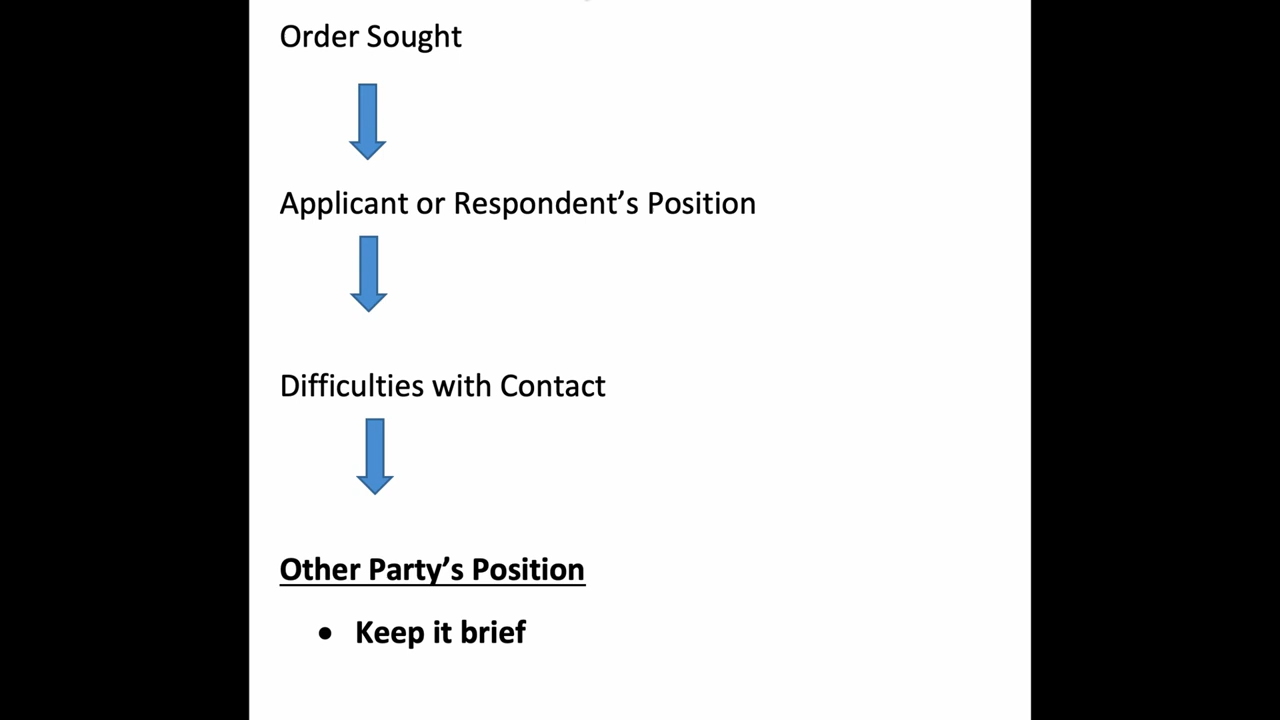 Order Sought
Applicant or Respondent’s Position
Difficulties with Contact
Other Party’s Position
• Keep it brief